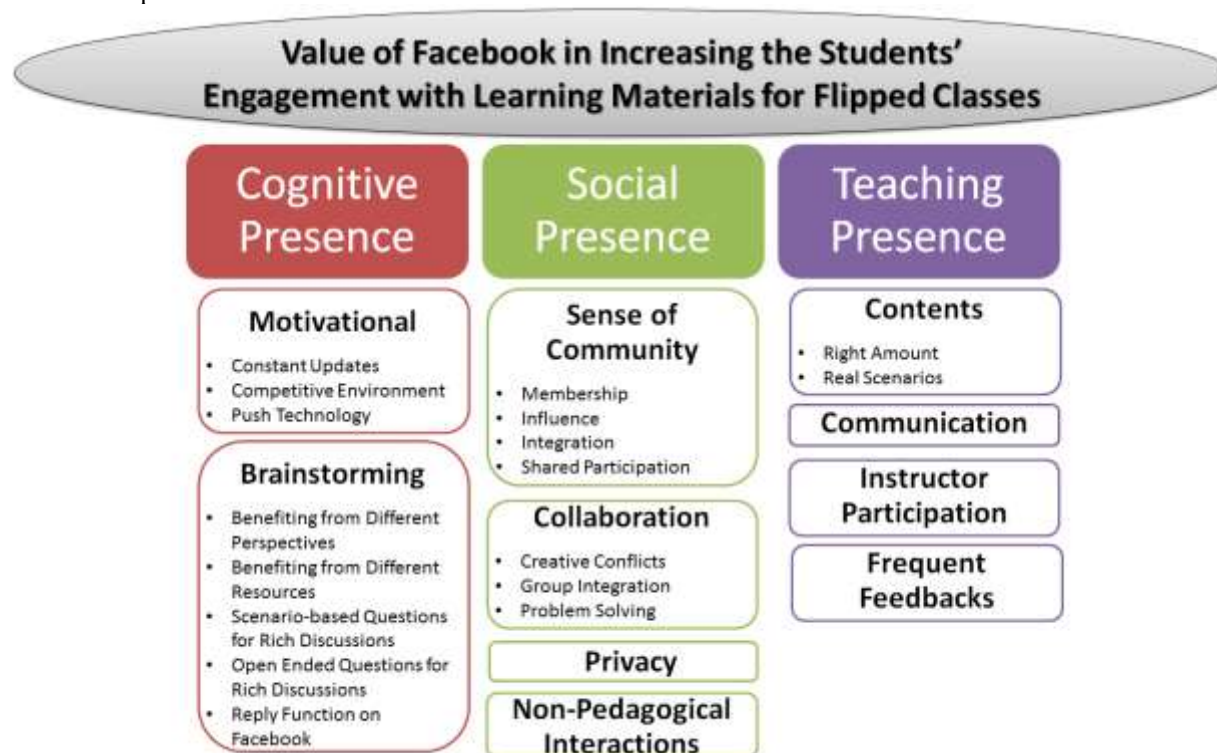 Value of Facebook in Increasing the Students'
Engagement with Learning Materials for Flipped Classes
Cognitive
Presence
Motivational
• Constant Updates
• Competitive Environment
• Push Technology
Brainstorming
• Benefiting from Different
Perspectives
• Benefiting from Different
Resources
• Scenario-based Questions
for Rich Discussions
• Open Ended Questions for
Rich Discussions
• Reply Function on
Facebook
Social
Presence
Sense of
Community
• Membership
• Influence
• Integration
• Shared Participation
Collaboration
• Creative Conflicts
• Group Integration
• Problem Solving
Privacy
Non-Pedagogical
Interactions
Teaching
Presence
Contents
• Right Amount
• Real Scenarios
Communication
Instructor
Participation
Frequent
Feedbacks